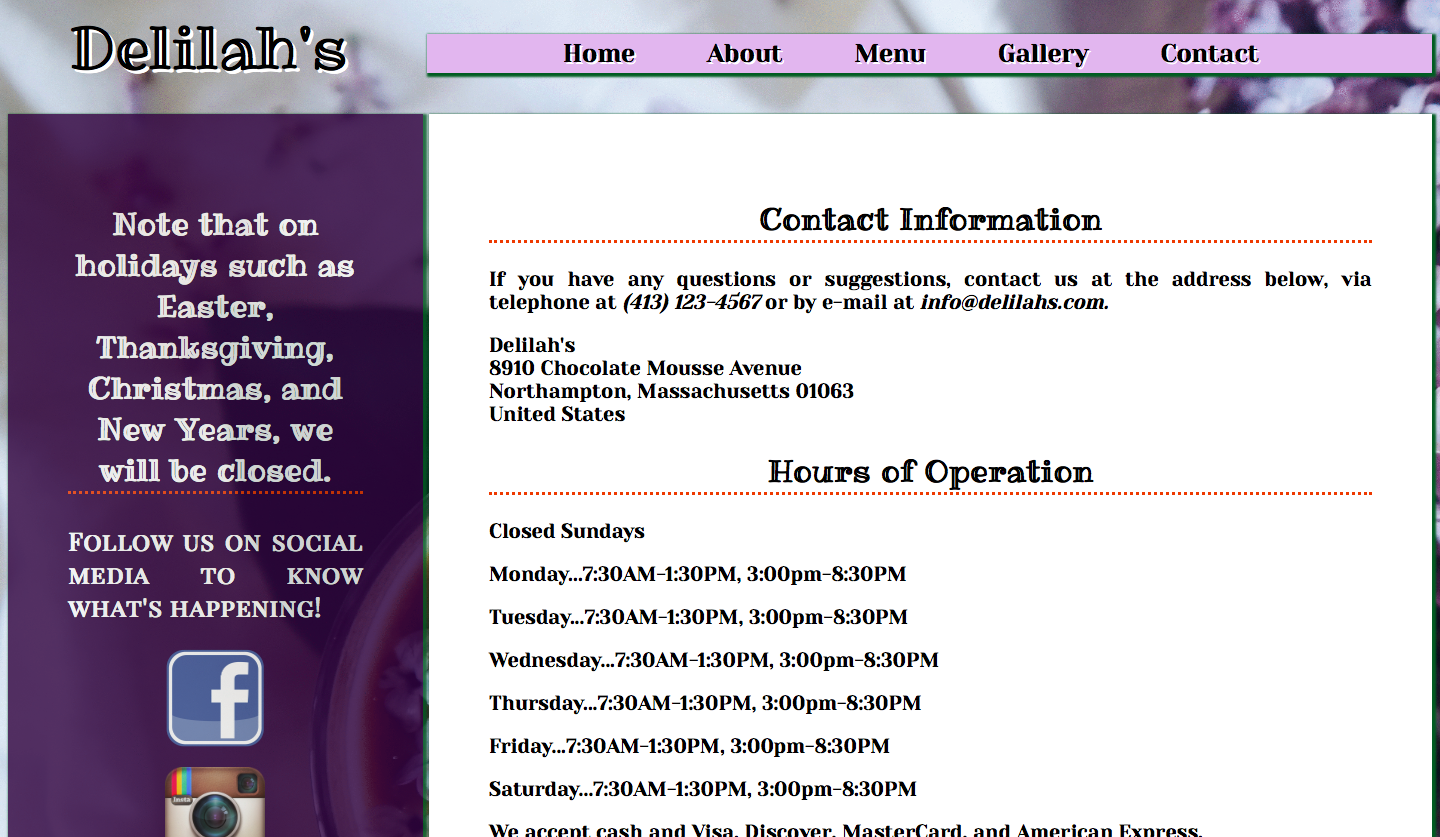 Delilah's
Home About Menu Gallery Contact
Note that on
holidays such as
Easter,
Thanksgiving,
Christmas, and
New Years, we
will be closed.
Follow us on social
media to know
what's happening!
f
Insta
Contact Information
If you have any questions or suggestions, contact us at the address below, via
telephone at (413) 123-4567 or by e-mail at info@delilahs.com.
Delilah's
8910 Chocolate Mousse Avenue
Northampton, Massachusetts 01063
United States
Hours of Operation
Closed Sundays
Monday...7:30AM-1:30PM, 3:00pm-8:30PM
Tuesday...7:30AM-1:30PM, 3:00pm-8:30PM
Wednesday...7:30AM-1:30PM, 3:00pm-8:30PM
Thursday...7:30AM-1:30PM, 3:00pm-8:30PM
Friday...7:30AM-1:30PM, 3:00pm-8:30PM
Saturday...7:30AM-1:30PM, 3:00pm-8:30PM
We accept cash and Visa, Discover, MasterCard, and American Express.